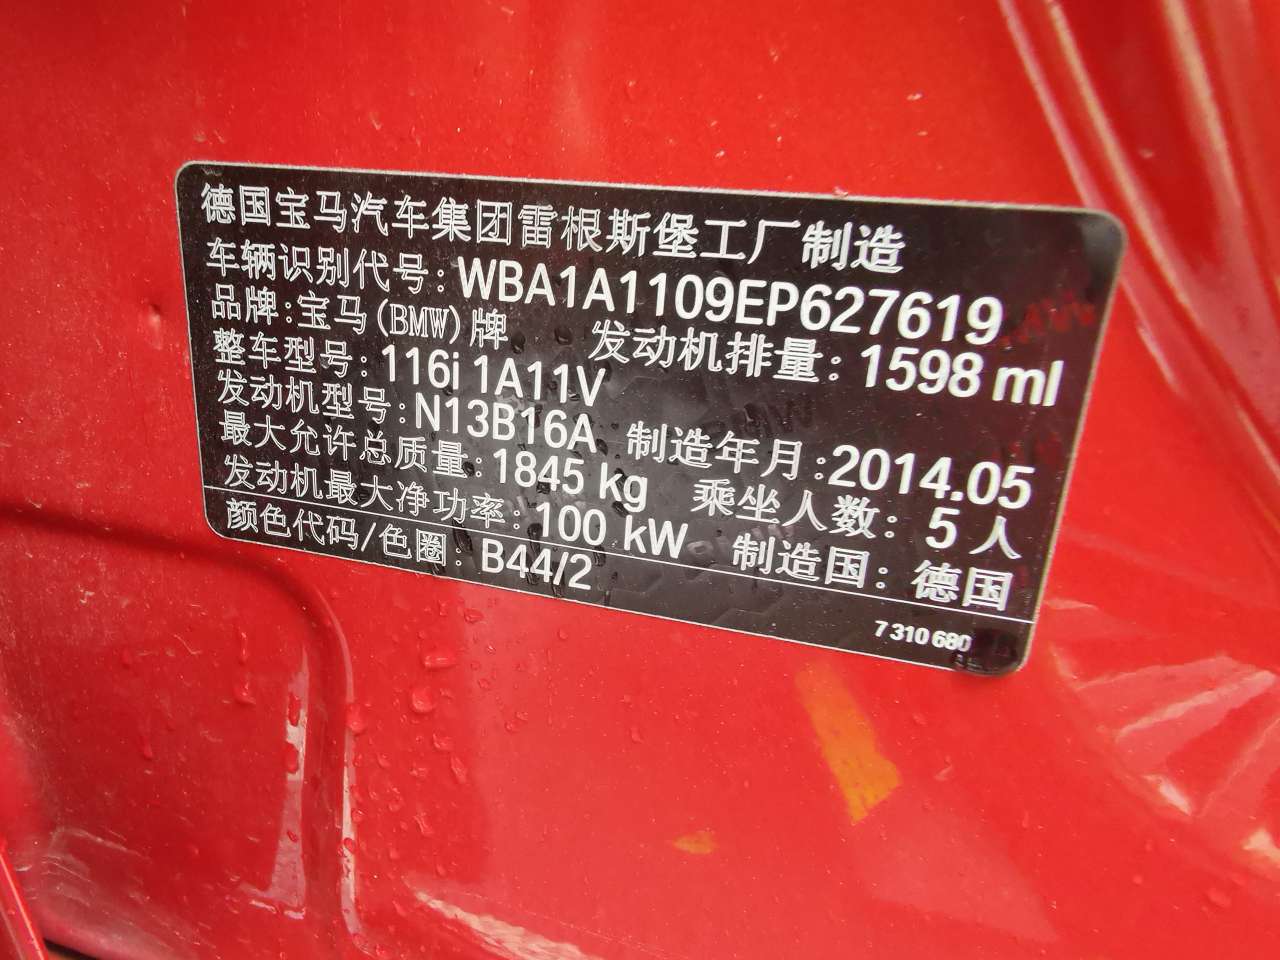 德国宝马汽车集团雷根斯堡工厂制造
车辆识别代号: WBA1A1109EP627619
品牌: 宝马(BMW)牌 发动机排量: 1598 ml
整车型号: 116i 1A11V
发动机型号: N13B16A 制造年月: 2014.05
最大允许总质量: 1845 kg 乘坐人数: 5 人
发动机最大净功率: 100 kW 制造国: 德国
颜色代码/色圈: B44/2
7 310 680